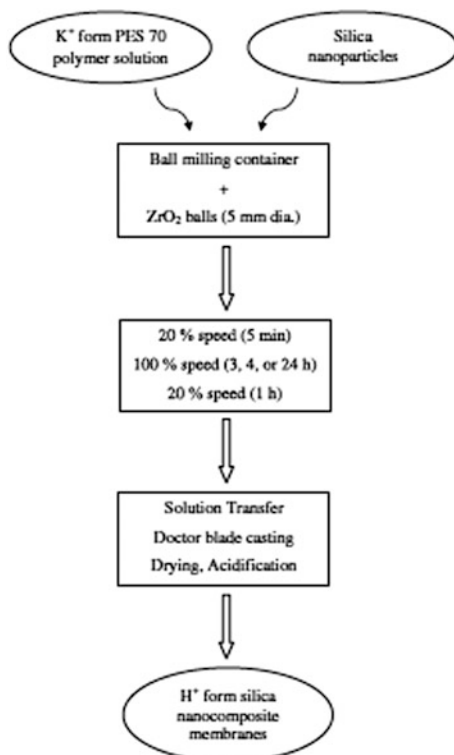 K⁺ form PES 70
polymer solution
Silica
nanoparticles
Ball milling container
+
ZrO₂ balls (5 mm dia.)
20 % speed (5 min)
100 % speed (3, 4, or 24 h)
20 % speed (1 h)
Solution Transfer
Doctor blade casting
Drying, Acidification
H⁺ form silica
nanocomposite
membranes